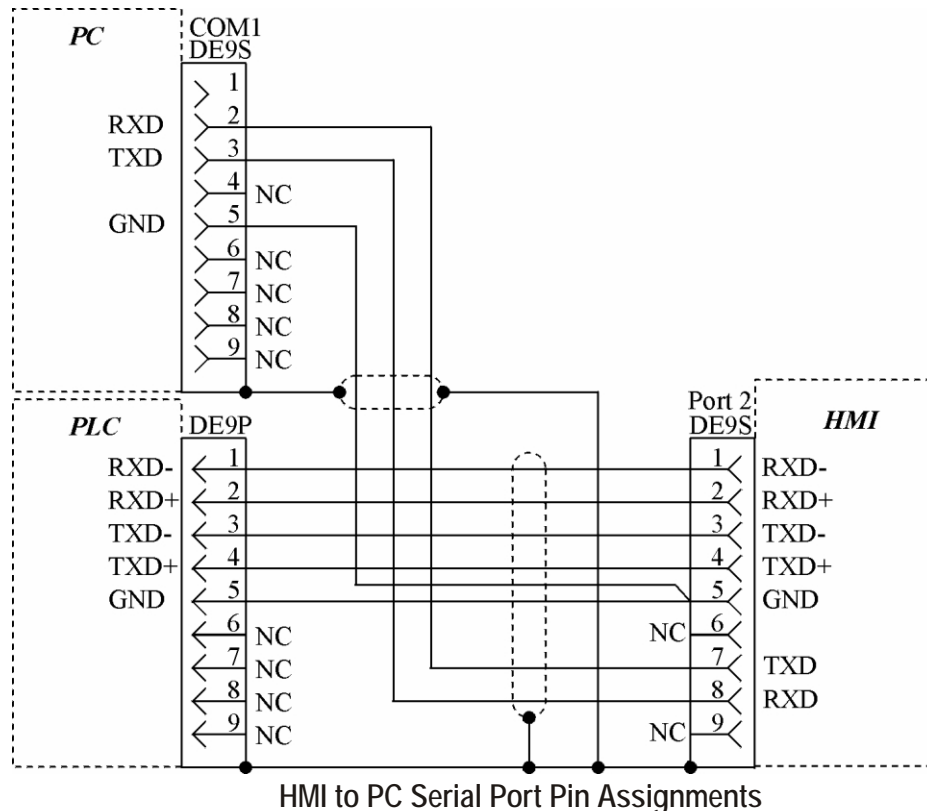 PC
COM1
DE9S
1
RXD 2
TXD 3
4 NC
GND 5
6 NC
7 NC
8 NC
9 NC
PLC
DE9P
Port 2
DE9S
HMI
RXD- 1 1 RXD-
RXD+ 2 2 RXD+
TXD- 3 3 TXD-
TXD+ 4 4 TXD+
GND 5 5 GND
6 NC NC 6
7 NC 7 TXD
8 NC 8 RXD
9 NC NC 9
HMI to PC Serial Port Pin Assignments